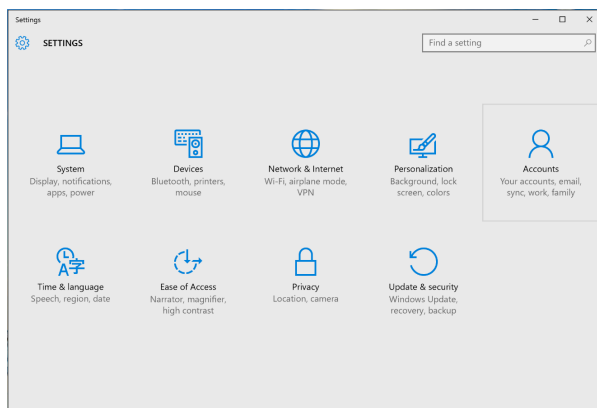 Settings
SETTINGS
Find a setting
System
Display, notifications,
apps, power
Devices
Bluetooth, printers,
mouse
Network & Internet
Wi-Fi, airplane mode,
VPN
Personalization
Background, lock
screen, colors
Accounts
Your accounts, email,
sync, work, family
A字
Time & language
Speech, region, date
Ease of Access
Narrator, magnifier,
high contrast
Privacy
Location, camera
Update & security
Windows Update,
recovery, backup